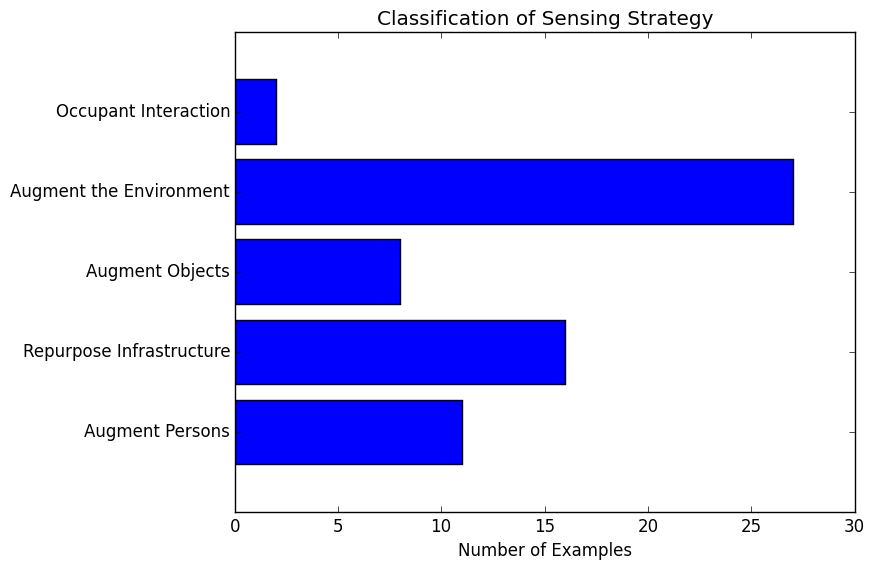 Classification of Sensing Strategy
Occupant Interaction
Augment the Environment
Augment Objects
Repurpose Infrastructure
Augment Persons
0 5 10 15 20 25 30
Number of Examples